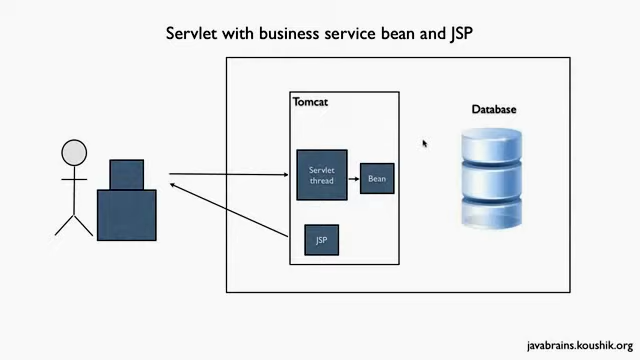 Servlet with business service bean and JSP
Tomcat
Database
Servlet
thread
Bean
JSP
javabrains.koushik.org